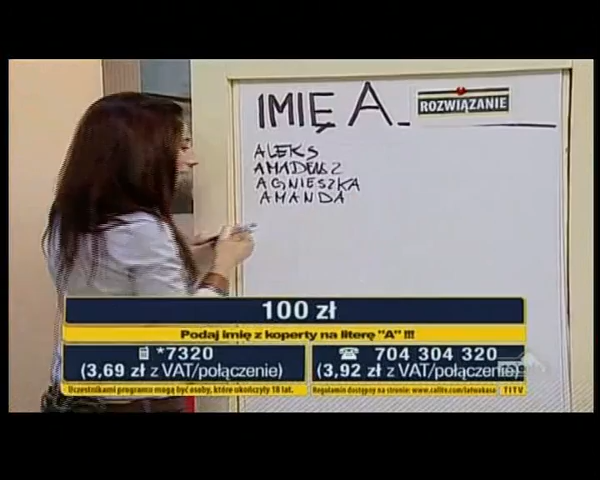 IMIĘ A_
ROZWIĄZANIE
ALEKS
AMADEUSZ
AGNIESZKA
AMANDA
100 zł
Podaj imię z koperty na literę "A" !!!
*7320
(3,69 zł z VAT/połączenie)
704 304 320
(3,92 zł z VAT/połączenie)
Uczestnikami programu mogą być osoby, które ukończyły 18 lat.
Regulamin dostępny na stronie: www.calltv.com/latwakasa
TTTV